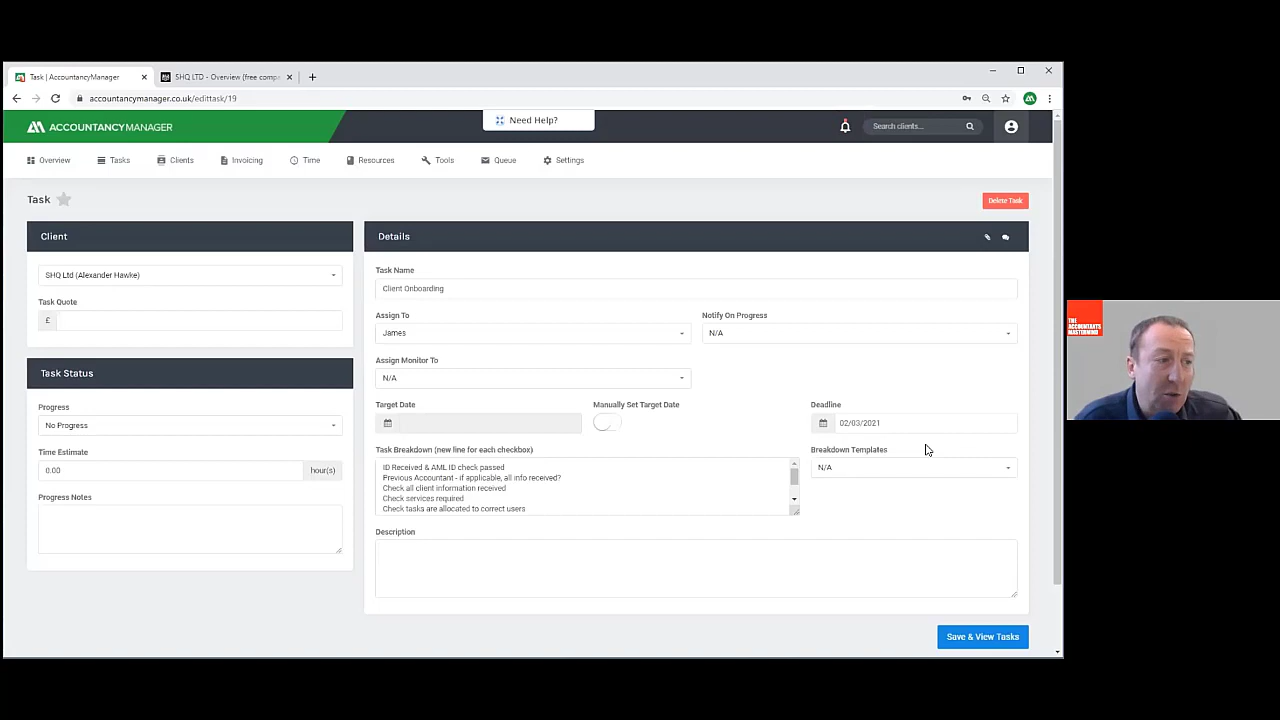 Task | AccountancyManager
SHQ LTD - Overview (free comp
accountancymanager.co.uk/edittask/19
ACCOUNTANCYMANAGER
Need Help?
Search clients...
Overview
Tasks
Clients
Invoicing
Time
Resources
Tools
Queue
Settings
Task
Delete Task
Client
SHQ Ltd (Alexander Hawke)
Task Quote
£
Task Status
Progress
No Progress
Time Estimate
0.00
hour(s)
Progress Notes
Details
Task Name
Client Onboarding
Assign To
Notify On Progress
James
N/A
Assign Monitor To
N/A
Target Date
Manually Set Target Date
Deadline
02/03/2021
Task Breakdown (new line for each checkbox)
Breakdown Templates
ID Received & AML ID check passed
Previous Accountant - if applicable, all info received?
Check all client information received
Check services required
Check tasks are allocated to correct users
N/A
Description
Save & View Tasks
THE
ACCOUNTANTS
MASTERMIND